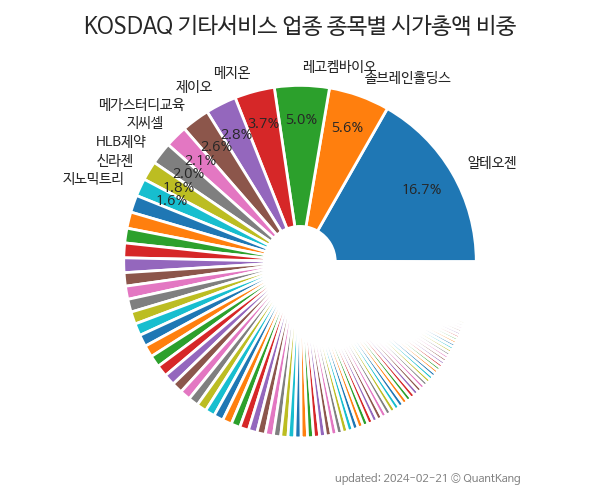 KOSDAQ 기타서비스 업종 종목별 시가총액 비중
레고켐바이오
메지온
솔브레인홀딩스
제이오
메가스터디교육
지씨셀
HLB제약
신라젠
지노믹트리
알테오젠
5.0%
3.7%
5.6%
2.8%
2.6%
2.1%
2.0%
1.8%
16.7%
1.6%
updated: 2024-02-21 © QuantKang